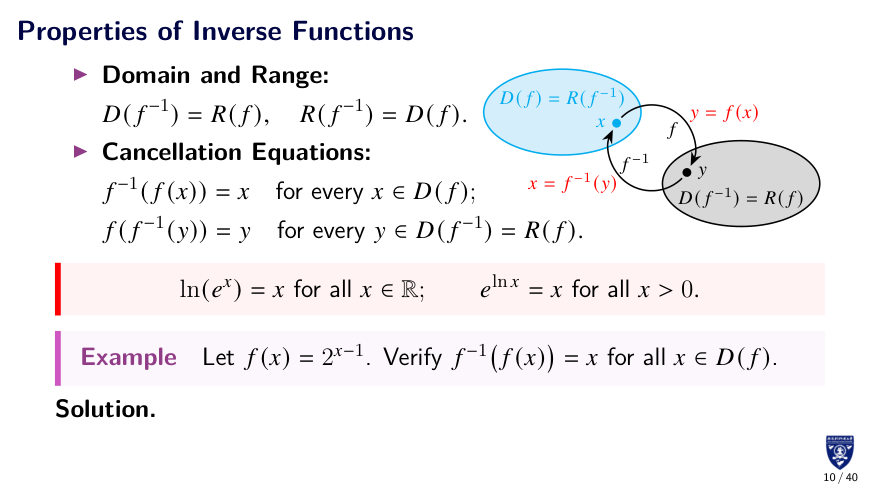 Properties of Inverse Functions
▶ Domain and Range:
D(f⁻¹) = R(f), R(f⁻¹) = D(f).
▶ Cancellation Equations:
f⁻¹(f(x)) = x for every x ∈ D(f);
f(f⁻¹(y)) = y for every y ∈ D(f⁻¹) = R(f).
D(f) = R(f⁻¹)
x
y = f(x)
f
f⁻¹
x = f⁻¹(y)
y
D(f⁻¹) = R(f)
ln(eˣ) = x for all x ∈ ℝ; e^{ln x} = x for all x > 0.
Example Let f(x) = 2ˣ⁻¹. Verify f⁻¹(f(x)) = x for all x ∈ D(f).
Solution.
10 / 40